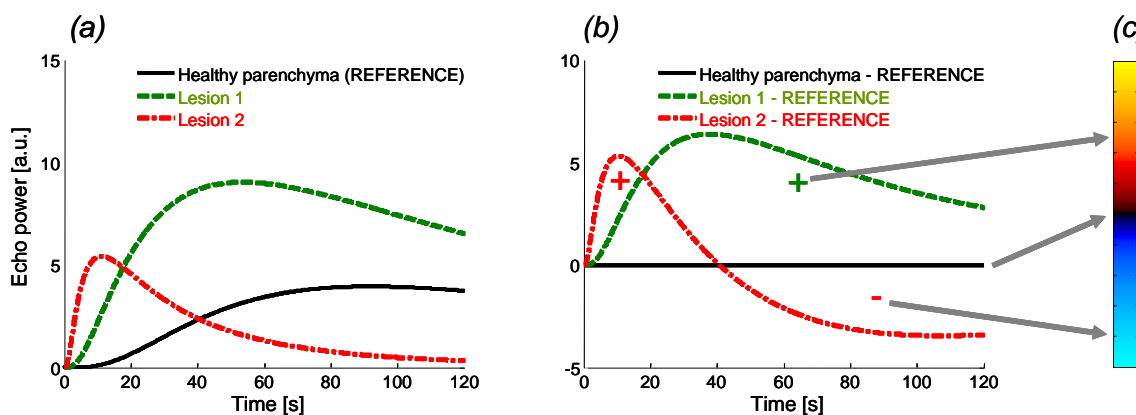 (a)
15
10
5
0
Echo power [a.u.]
Healthy parenchyma (REFERENCE)
Lesion 1
Lesion 2
0 20 40 60 80 100 120
Time [s]
(b)
10
5
0
-5
Healthy parenchyma - REFERENCE
Lesion 1 - REFERENCE
Lesion 2 - REFERENCE
+
+
-
0 20 40 60 80 100 120
Time [s]
(c)